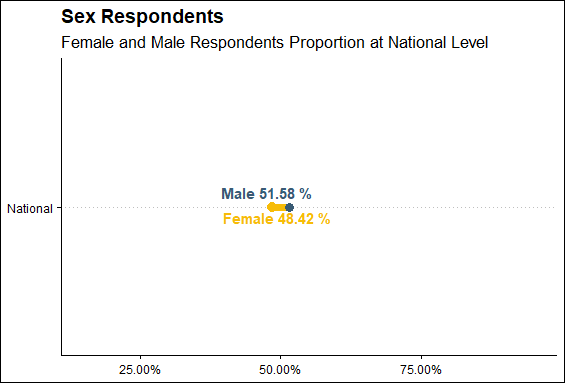 Sex Respondents
Female and Male Respondents Proportion at National Level
Male 51.58 %
National
Female 48.42 %
25.00%
50.00%
75.00%